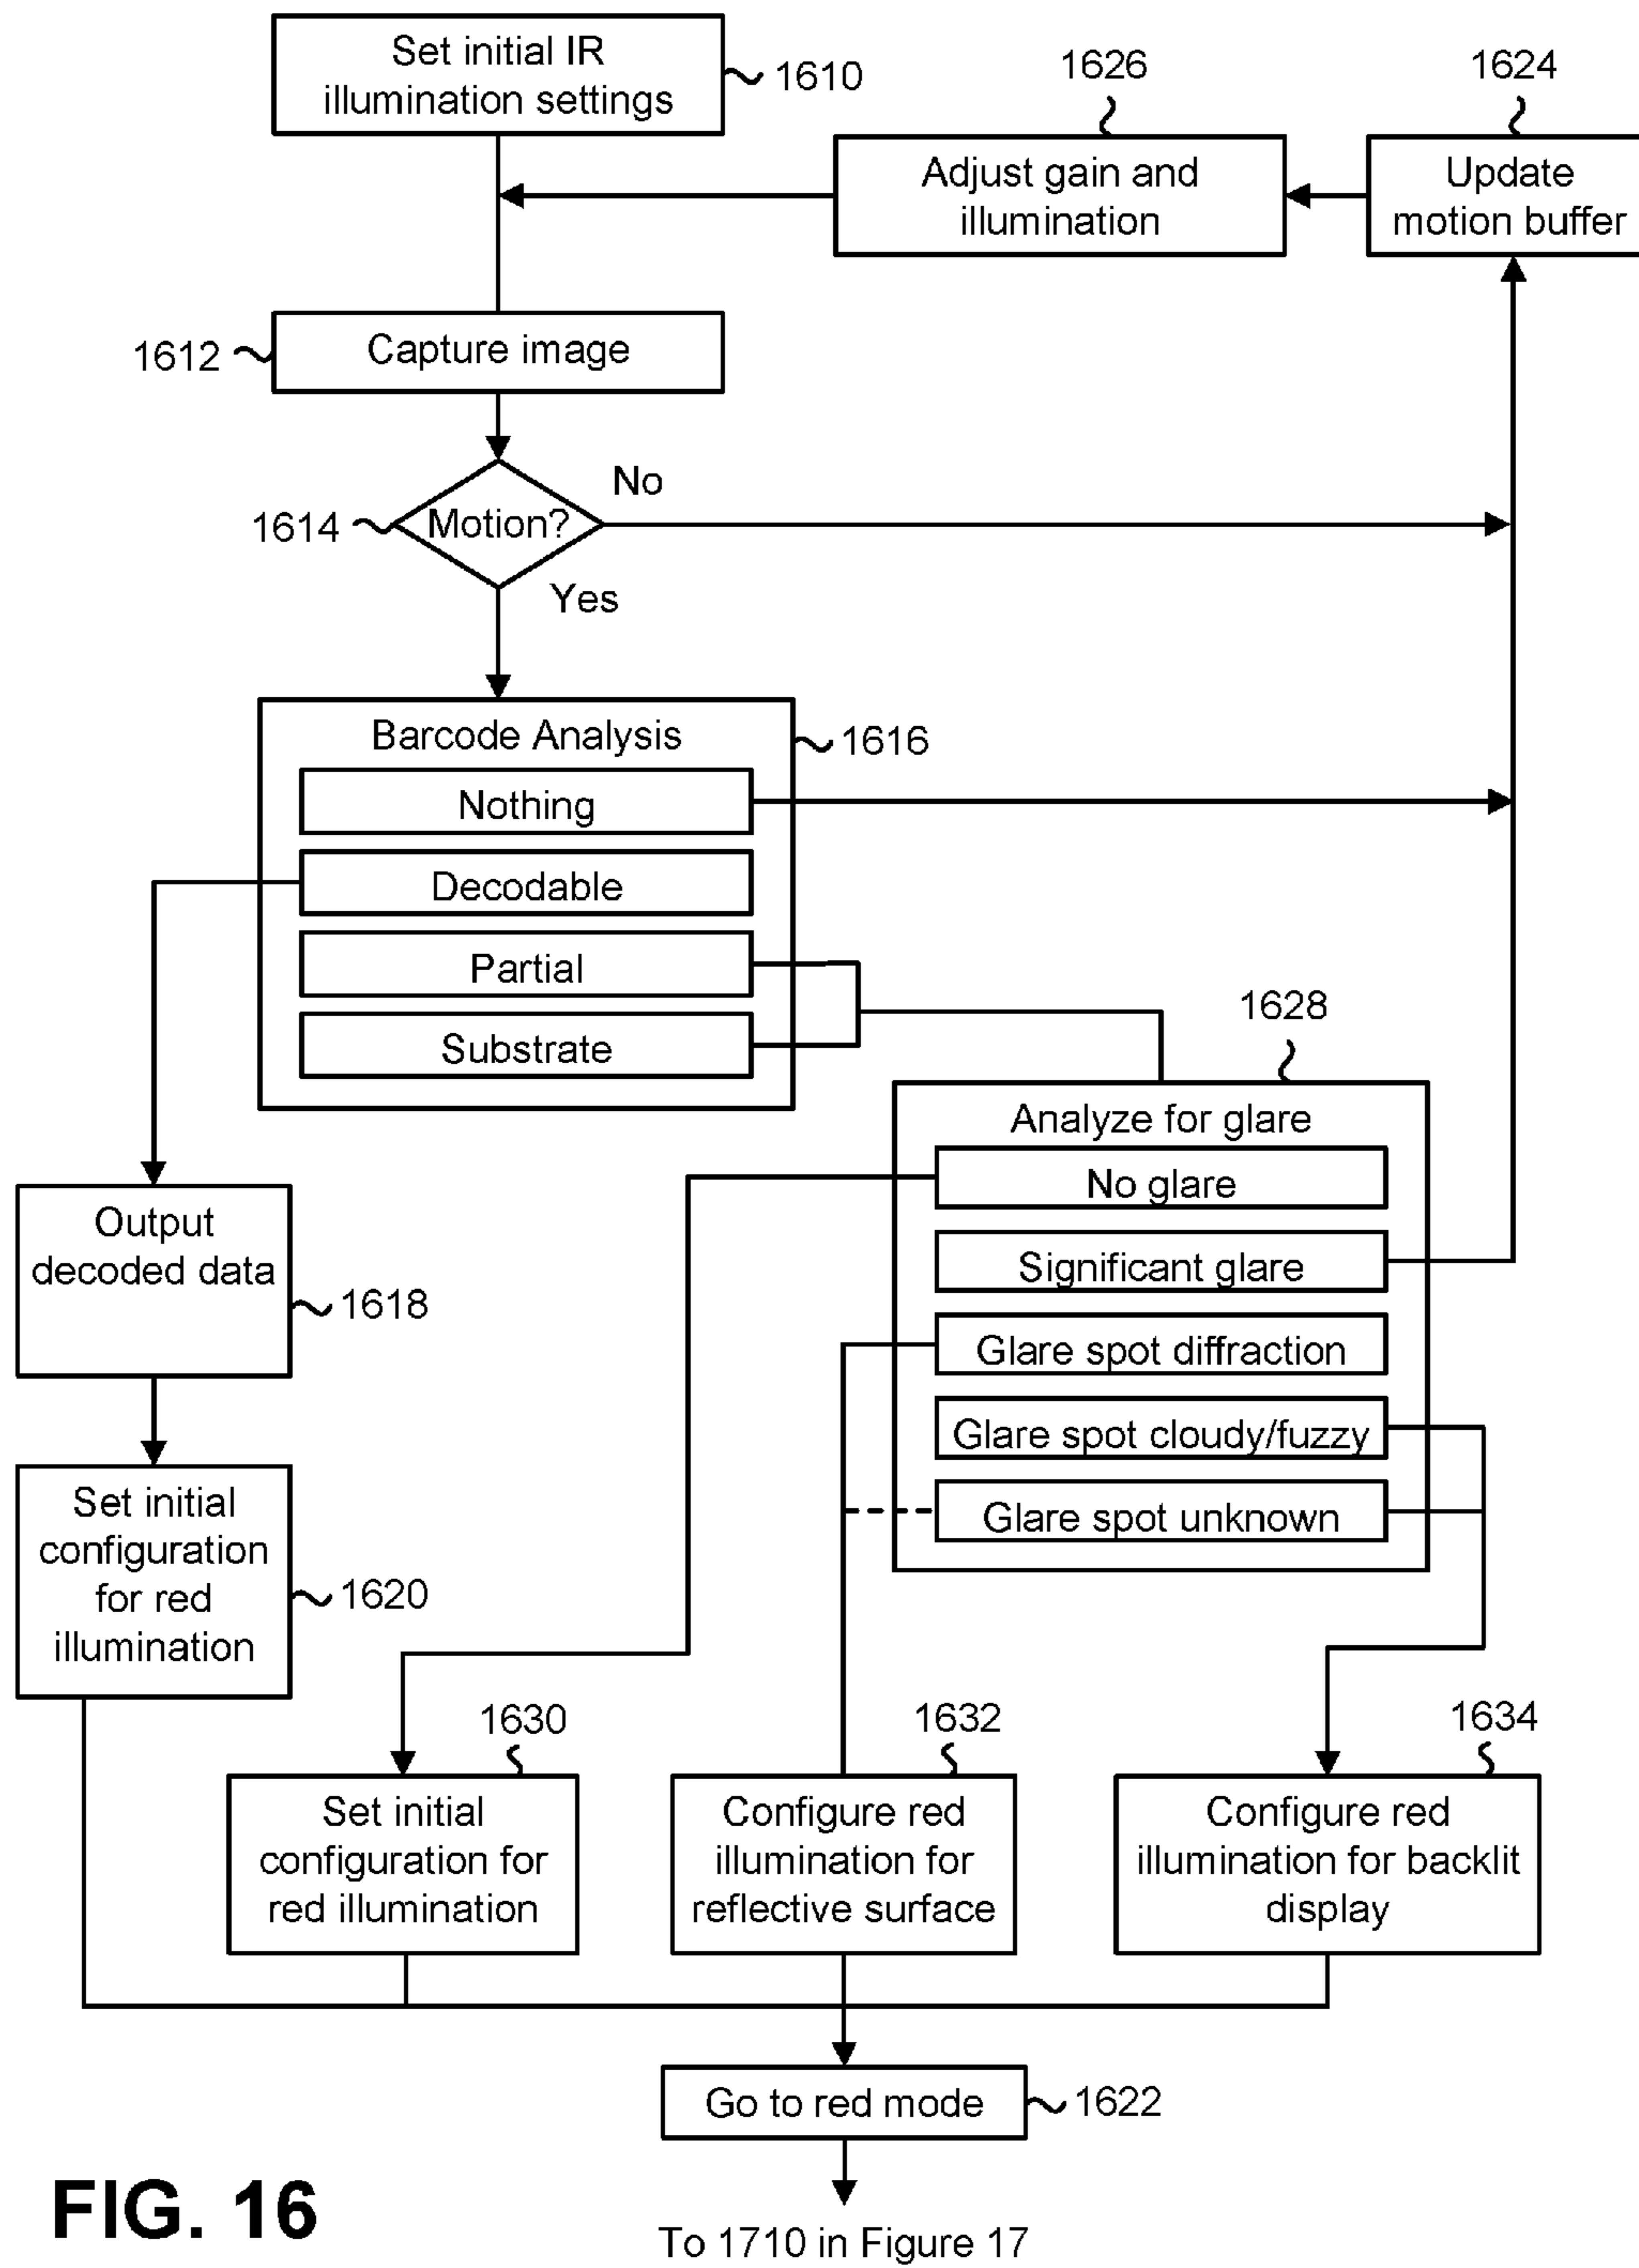 Set initial IR
illumination settings
1610
1626
1624
Adjust gain and
illumination
Update
motion buffer
1612
Capture image
No
1614
Motion?
Yes
Barcode Analysis
1616
Nothing
Decodable
Partial
Substrate
1628
Analyze for glare
No glare
Significant glare
Glare spot diffraction
Glare spot cloudy/fuzzy
Glare spot unknown
Output
decoded data
1618
Set initial
configuration
for red
illumination
1620
1630
1632
1634
Set initial
configuration for
red illumination
Configure red
illumination for
reflective surface
Configure red
illumination for backlit
display
Go to red mode
1622
FIG. 16
To 1710 in Figure 17